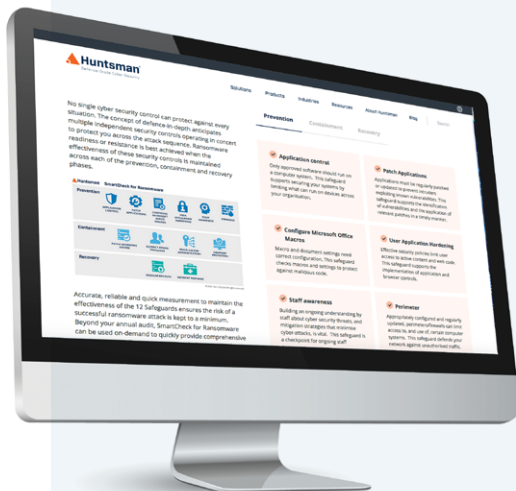 Huntsman
Defence-Grade Cyber Security
Solutions
Products
Industries
Resources
About Huntsman
Blog
No single cyber security control can protect against every
situation. The concept of defence-in-depth anticipates
multiple independent security controls operating in concert
to protect you across the attack sequence. Ransomware
readiness or resistance is best achieved when the
effectiveness of these security controls is maintained
across each of the prevention, containment and recovery
phases.
Huntsman SmartCheck for Ransomware
Prevention
Containment
Recovery
Accurate, reliable and quick measurement to maintain the
effectiveness of the 12 Safeguards ensures the risk of a
successful ransomware attack is kept to a minimum.
Beyond your annual audit, SmartCheck for Ransomware
can be used on-demand to quickly provide comprehensive
Prevention
Containment
Recovery
Application control
Only approved software should run on
a computer system. This safeguard
supports securing your systems by
limiting what can run on devices across
your organisation.
Patch Applications
Applications must be regularly patched
or updated to prevent intruders
exploiting known vulnerabilities. This
safeguard supports the identification
of vulnerabilities and the application of
relevant patches in a timely manner.
Configure Microsoft Office
Macros
Macro and document settings need
correct configuration. This safeguard
checks macros and settings to protect
against malicious code.
User Application Hardening
Effective security policies limit user
access to active content and web code.
This safeguard supports the
implementation of application and
browser controls.
Staff awareness
Building an ongoing understanding by
staff about cyber security threats, and
mitigation strategies that minimise
cyber-attacks, is vital. This safeguard is
a checkpoint for ongoing staff
Perimeter
Appropriately configured and regularly
updated, perimeter/firewalls can limit
access to, and use of, certain computer
systems. This safeguard defends your
network against unauthorised traffic,